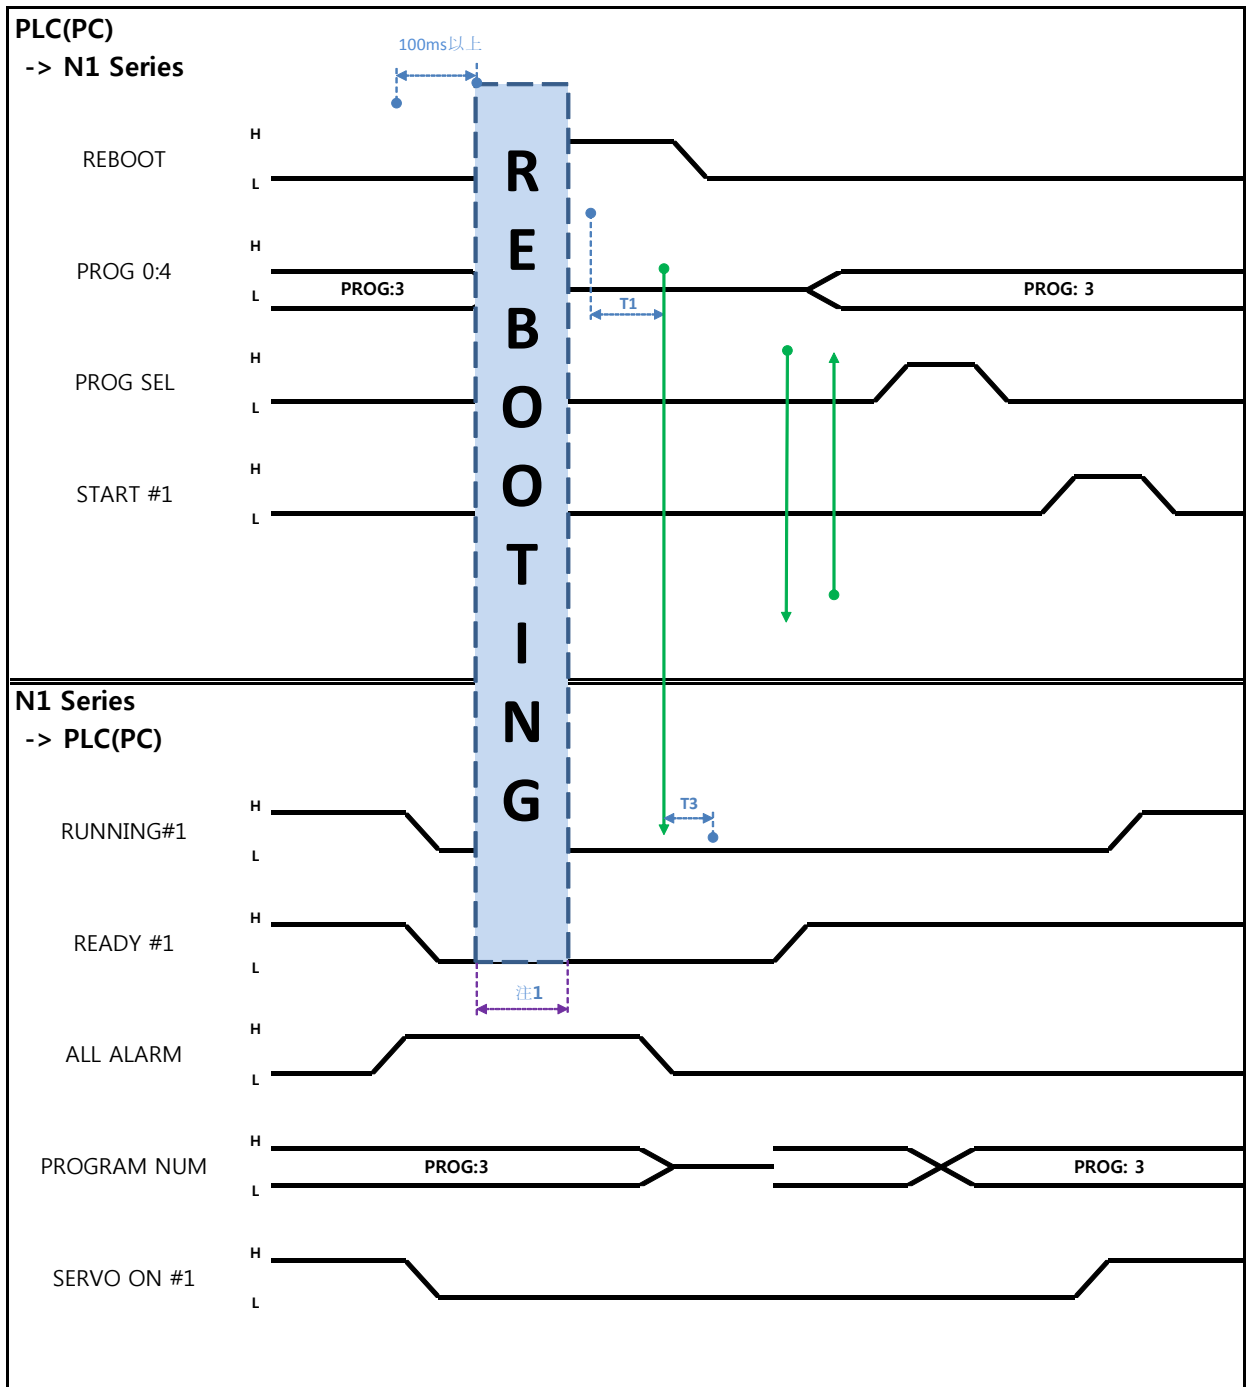 PLC(PC)
-> N1 Series
100ms以上
REBOOT
H
L
PROG 0:4
H
L
PROG:3
T1
PROG: 3
PROG SEL
H
L
START #1
H
L
REBOOTING
N1 Series
-> PLC(PC)
RUNNING#1
H
L
T3
READY #1
H
L
注1
ALL ALARM
H
L
PROGRAM NUM
H
L
PROG:3
PROG: 3
SERVO ON #1
H
L